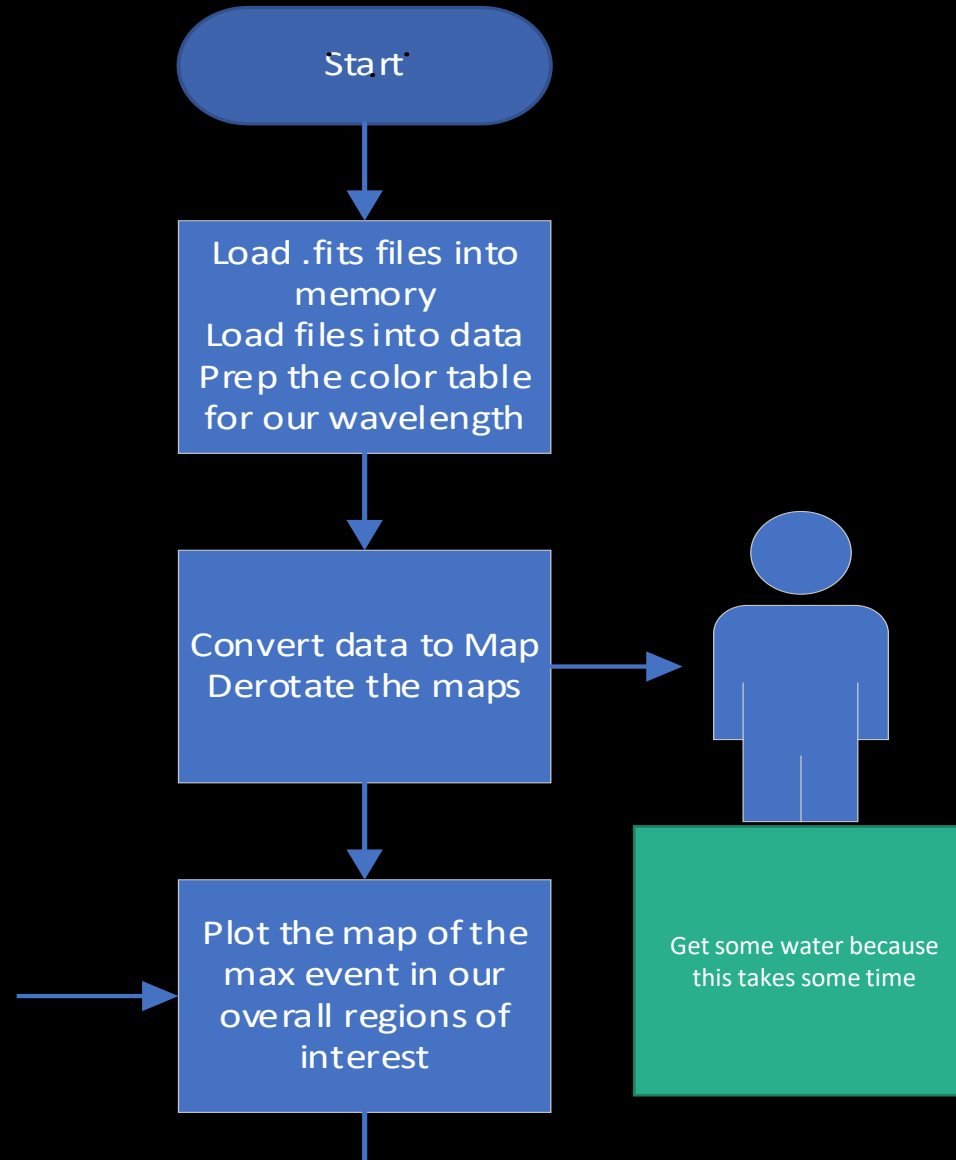 Start
Load .fits files into
memory
Load files into data
Prep the color table
for our wavelength
Convert data to Map
Derotate the maps
Plot the map of the
max event in our
overall regions of
interest
Get some water because
this takes some time